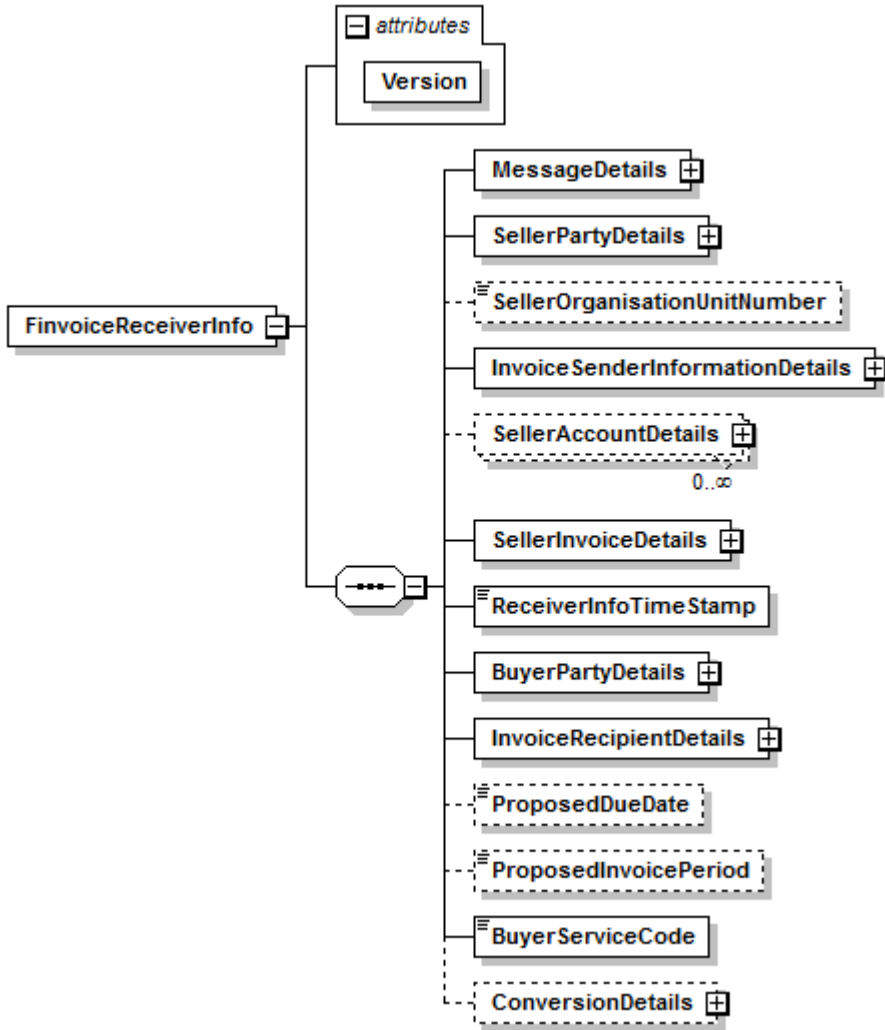 attributes
Version
MessageDetails
SellerPartyDetails
SellerOrganisationUnitNumber
FinvoiceReceiverInfo
InvoiceSenderInformationDetails
SellerAccountDetails
0..∞
SellerInvoiceDetails
ReceiverInfoTimeStamp
BuyerPartyDetails
InvoiceRecipientDetails
ProposedDueDate
ProposedInvoicePeriod
BuyerServiceCode
ConversionDetails